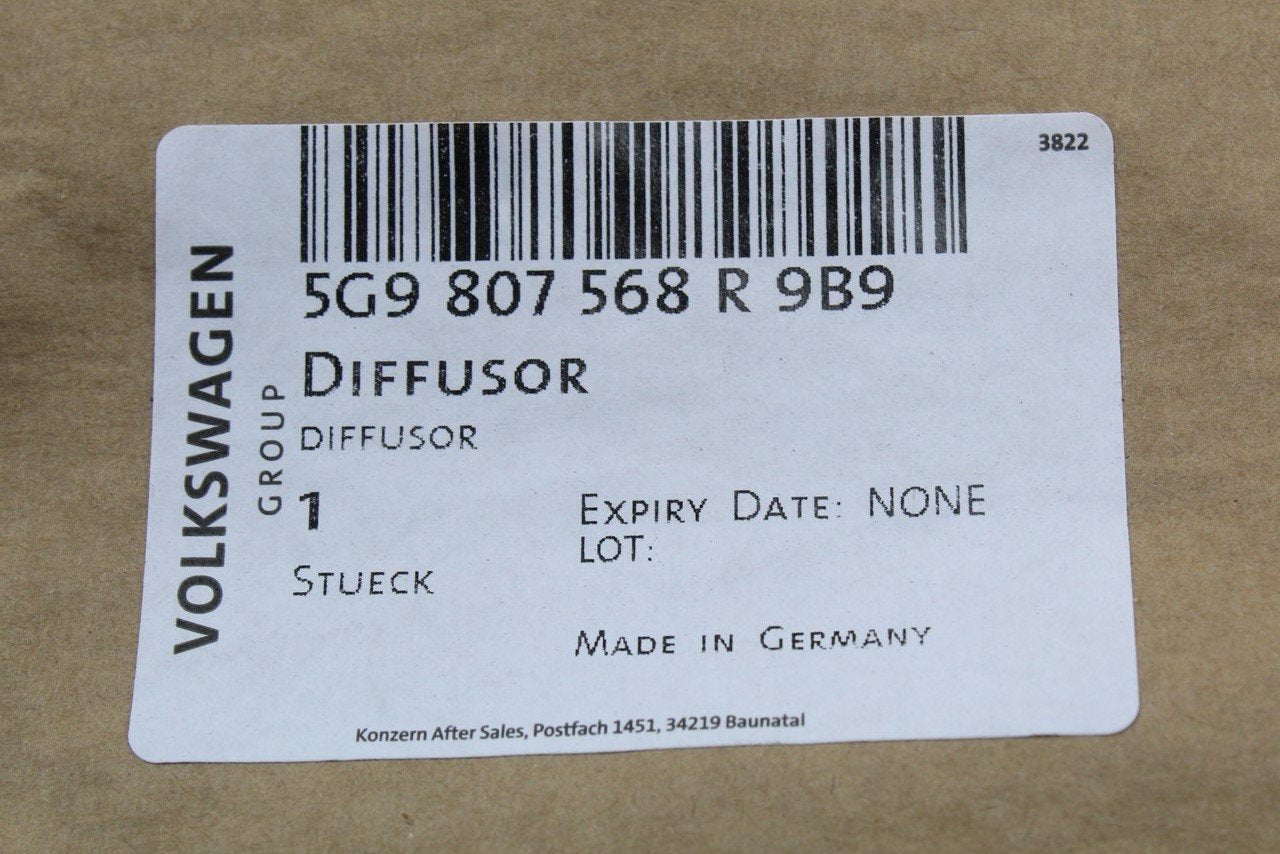 3822
VOLKSWAGEN
GROUP
5G9 807 568 R 9B9
DIFFUSOR
DIFFUSOR
1
STUECK
EXPIRY DATE: NONE
LOT:
MADE IN GERMANY
Konzern After Sales, Postfach 1451, 34219 Baunatal